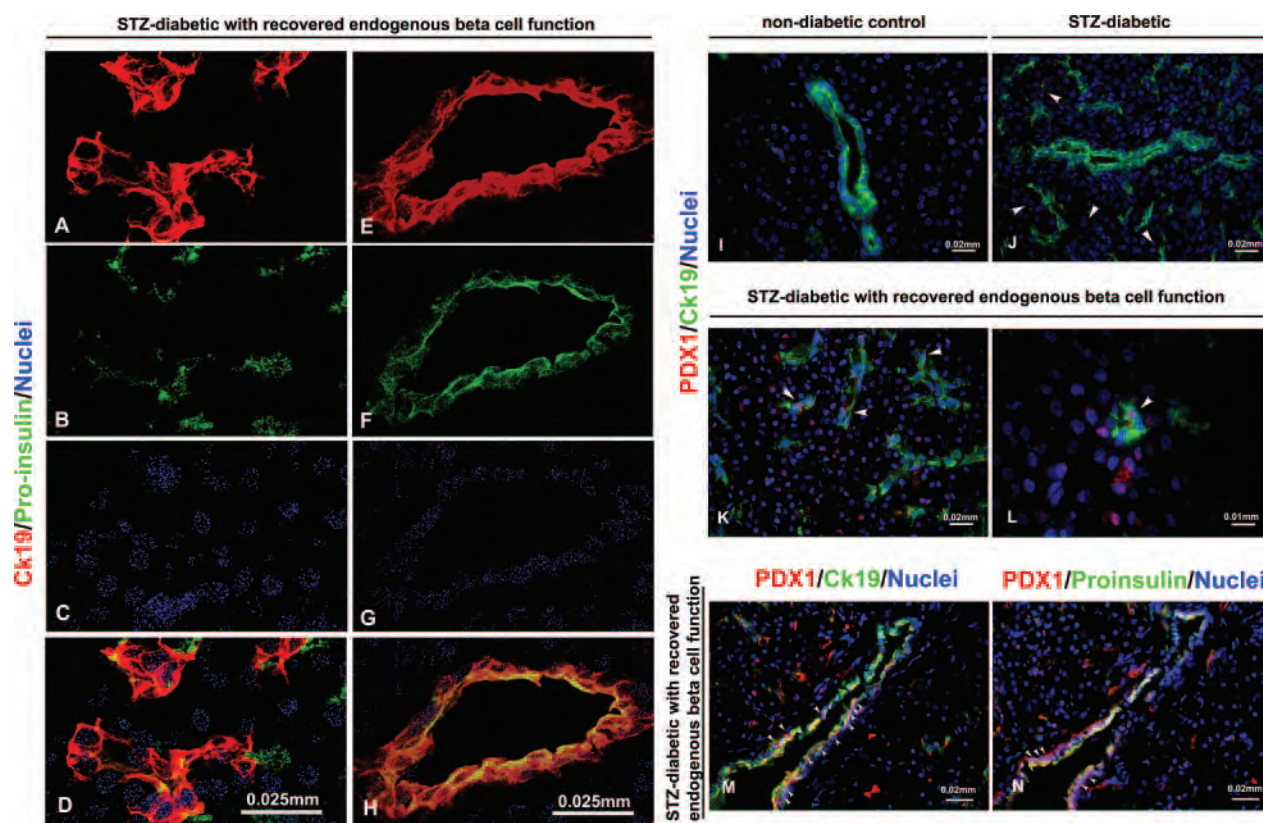 STZ-diabetic with recovered endogenous beta cell function
Ck19/Pro-insulin/Nuclei
A
E
B
F
C
G
D
0.025mm
H
0.025mm
non-diabetic control
STZ-diabetic
PDX1/Ck19/Nuclei
I
0.02mm
J
0.02mm
STZ-diabetic with recovered endogenous beta cell function
K
0.02mm
L
0.01mm
STZ-diabetic with recovered
endogenous beta cell function
PDX1/Ck19/Nuclei
PDX1/Proinsulin/Nuclei
M
0.02mm
N
0.02mm